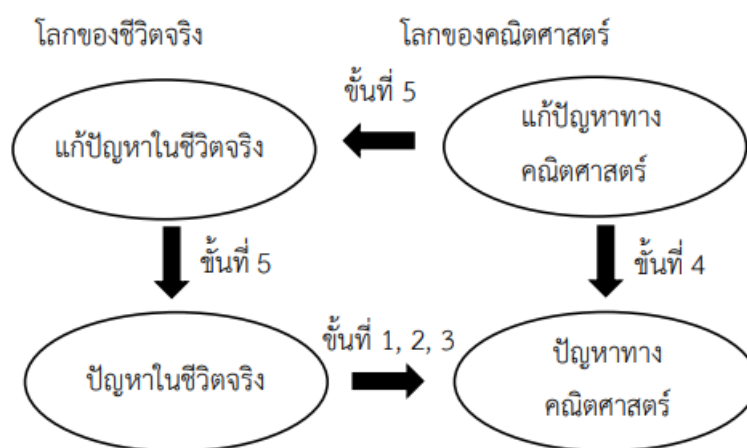 โลกของชีวิตจริง
โลกของคณิตศาสตร์
ขั้นที่ 5
แก้ปัญหาในชีวิตจริง
แก้ปัญหาทาง
คณิตศาสตร์
ขั้นที่ 5
ขั้นที่ 4
ขั้นที่ 1, 2, 3
ปัญหาในชีวิตจริง
ปัญหาทาง
คณิตศาสตร์